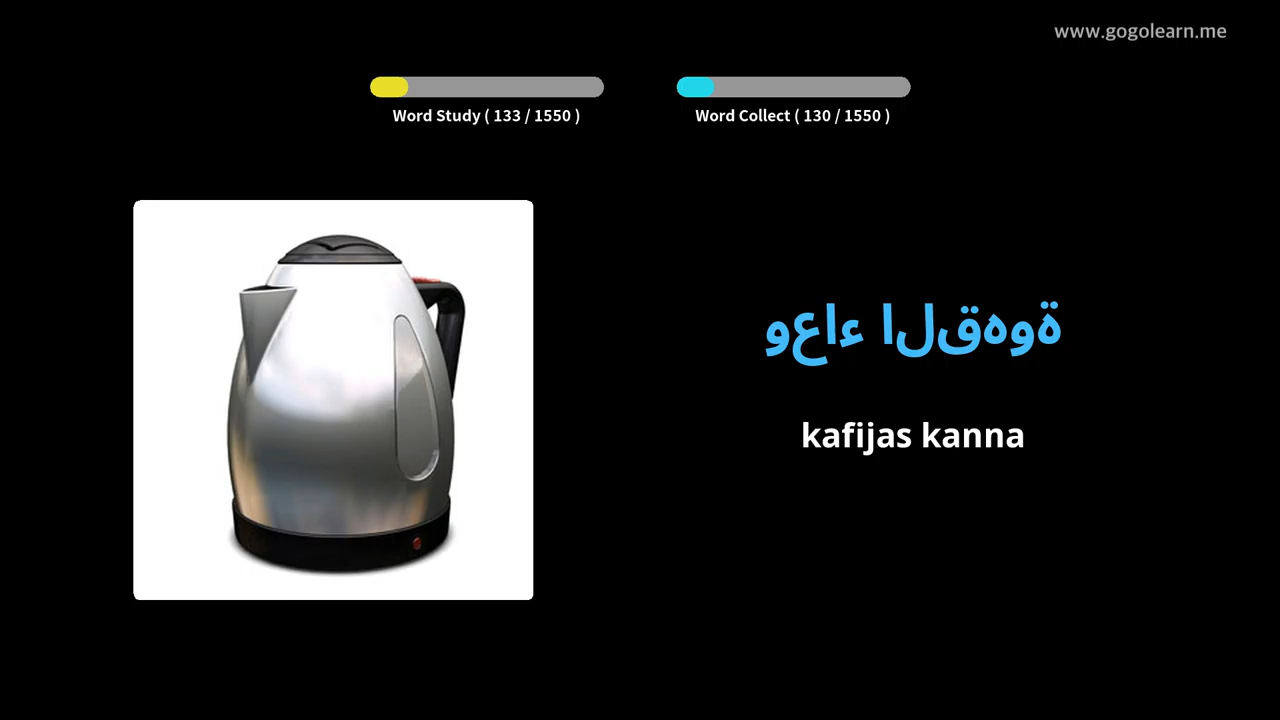 www.gogolearn.me
Word Study ( 133 / 1550 )
Word Collect ( 130 / 1550 )
وعاء القهوة
kafijas kanna